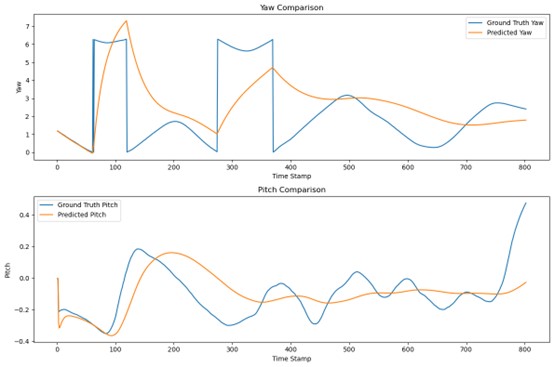 Yaw Comparison
7
6
5
4
3
2
1
0
Yaw
Ground Truth Yaw
Predicted Yaw
0 100 200 300 400 500 600 700 800
Time Stamp
Pitch Comparison
0.4
0.2
0.0
−0.2
−0.4
Pitch
Ground Truth Pitch
Predicted Pitch
0 100 200 300 400 500 600 700 800
Time Stamp